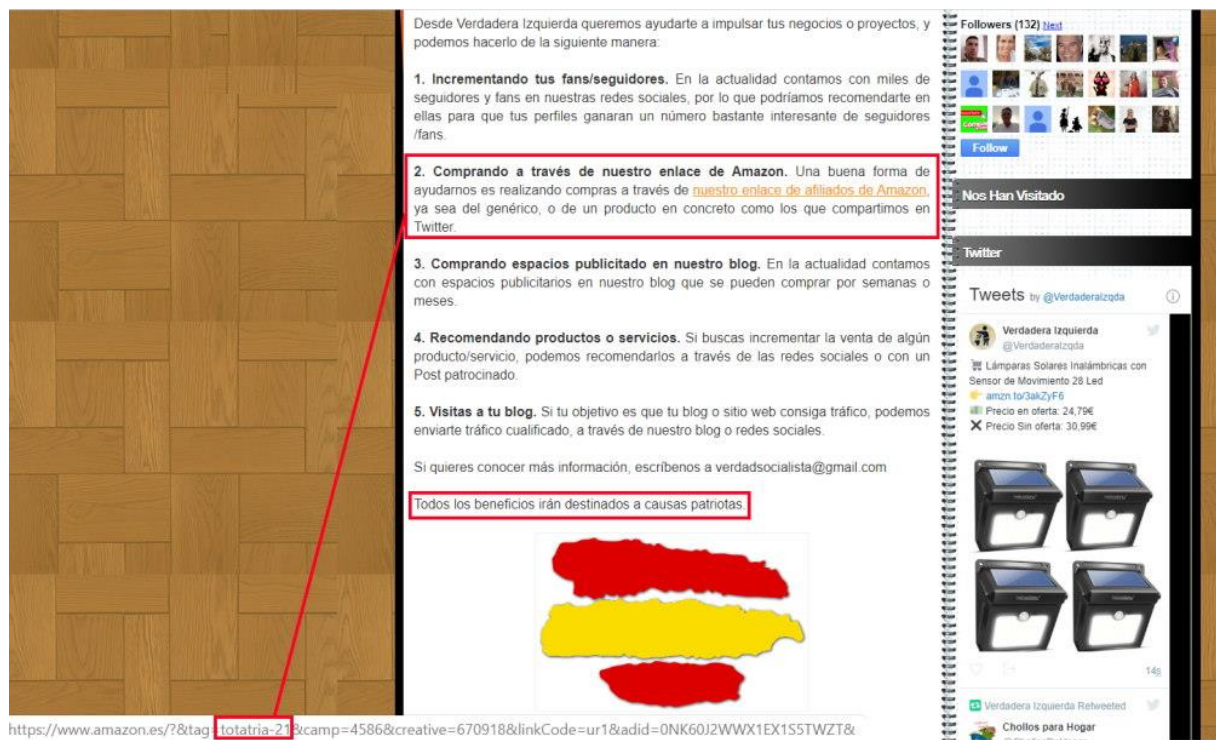 Desde Verdadera Izquierda queremos ayudarte a impulsar tus negocios o proyectos, y
podemos hacerlo de la siguiente manera:
1. Incrementando tus fans/seguidores. En la actualidad contamos con miles de
seguidores y fans en nuestras redes sociales, por lo que podríamos recomendarte en
ellas para que tus perfiles ganaran un número bastante interesante de seguidores
/fans.
2. Comprando a través de nuestro enlace de Amazon. Una buena forma de
ayudarnos es realizando compras a través de nuestro enlace de afiliados de Amazon,
ya sea del genérico, o de un producto en concreto como los que compartimos en
Twitter.
3. Comprando espacios publicitado en nuestro blog. En la actualidad contamos
con espacios publicitarios en nuestro blog que se pueden comprar por semanas o
meses.
4. Recomendando productos o servicios. Si buscas incrementar la venta de algún
producto/servicio, podemos recomendarlos a través de las redes sociales o con un
Post patrocinado.
5. Visitas a tu blog. Si tu objetivo es que tu blog o sitio web consiga tráfico, podemos
enviarte tráfico cualificado, a través de nuestro blog o redes sociales.
Si quieres conocer más información, escríbenos a verdadsocialista@gmail.com
Todos los beneficios irán destinados a causas patriotas.
https://www.amazon.es/?&tag=totatria-21&camp=4586&creative=670918&linkCode=ur1&adid=0NK60J2WWX1EX1S5TWZT&
Followers (132) Next
Follow
Nos Han Visitado
Twitter
Tweets by @VerdaderaIzqda
Verdadera Izquierda
@VerdaderaIzqda
Lámparas Solares Inalámbricas con
Sensor de Movimiento 28 Led
amzn.to/3akZyF6
Precio en oferta: 24,79€
Precio Sin oferta: 30,99€
14s
Verdadera Izquierda Retweeted
Chollos para Hogar